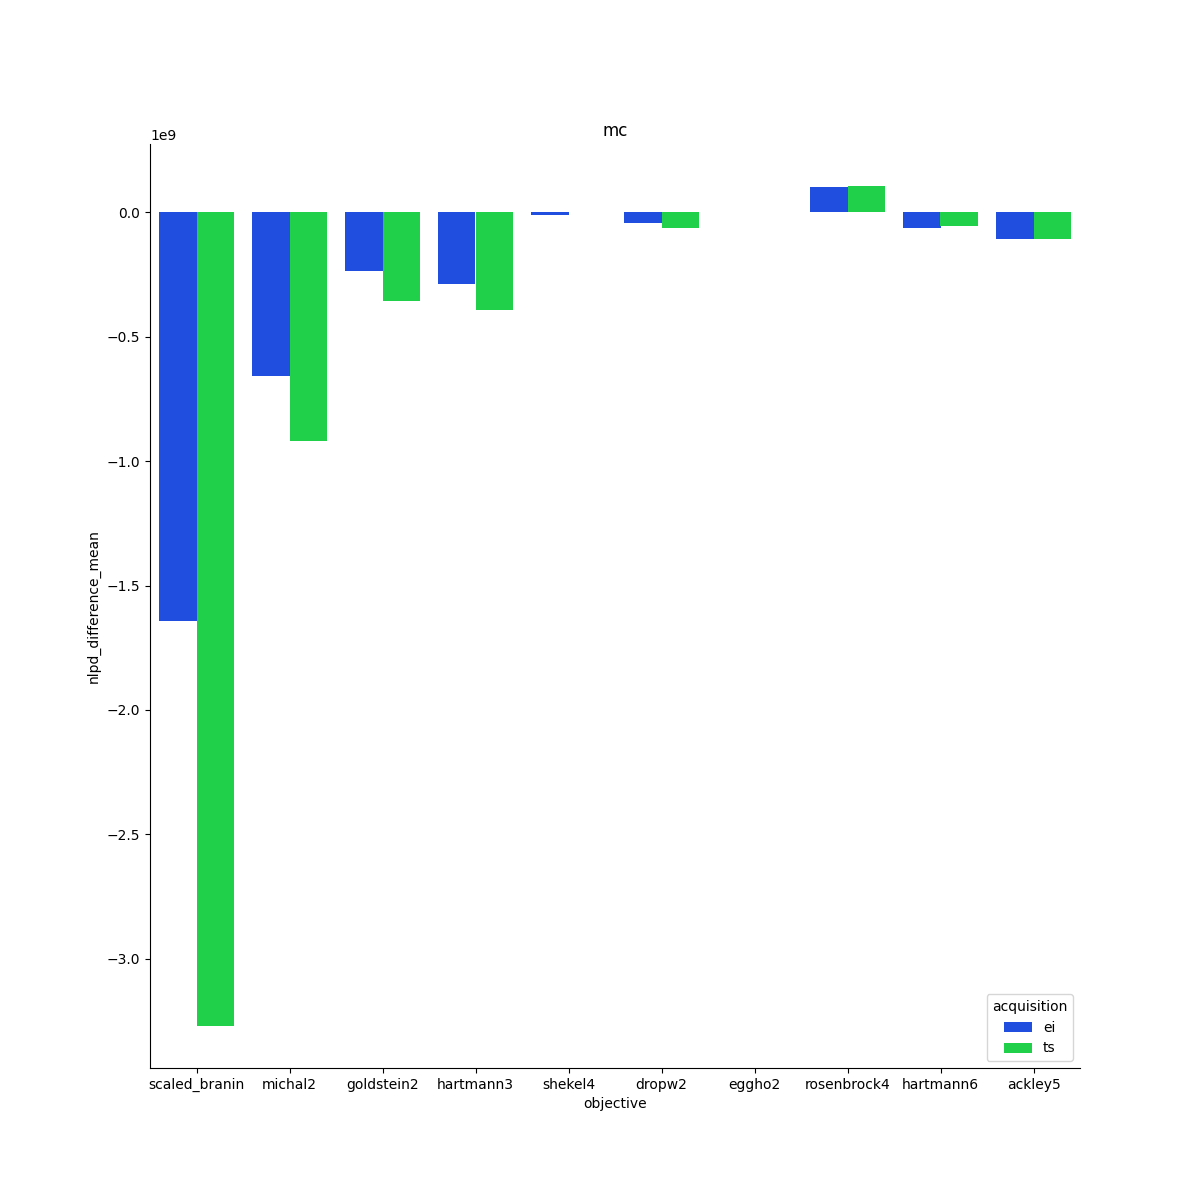 mc
1e9
0.0
−0.5
−1.0
−1.5
−2.0
−2.5
−3.0
nlpd_difference_mean
acquisition
ei
ts
scaled_branin michal2 goldstein2 hartmann3 shekel4 dropw2 eggho2 rosenbrock4 hartmann6 ackley5
objective